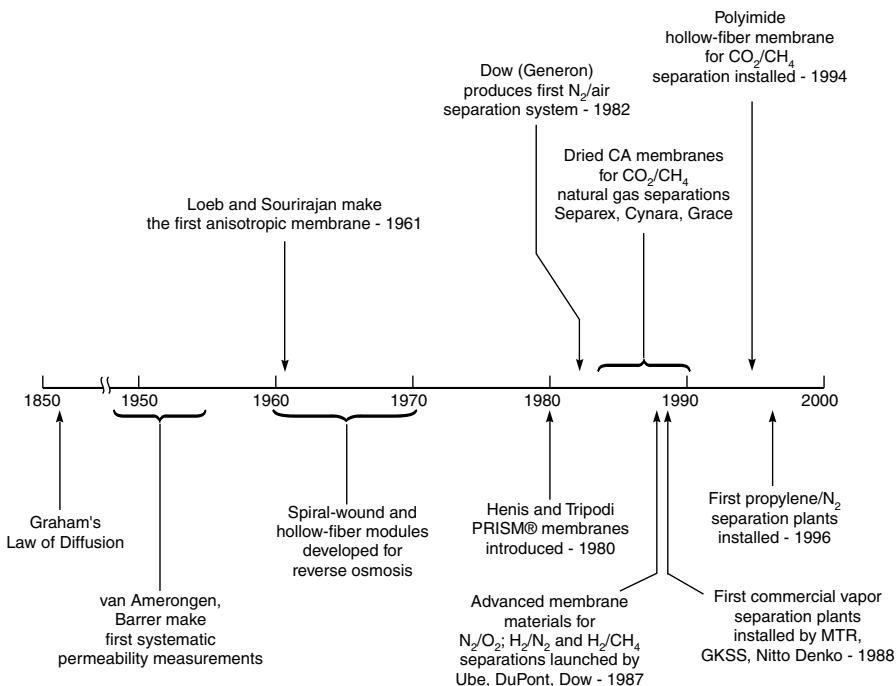 Polyimide
hollow-fiber membrane
for CO₂/CH₄
separation installed - 1994
Dow (Generon)
produces first N₂/air
separation system - 1982
Dried CA membranes
for CO₂/CH₄
natural gas separations
Separex, Cynara, Grace
Loeb and Sourirajan make
the first anisotropic membrane - 1961
1850 1950 1960 1970 1980 1990 2000
Graham's
Law of Diffusion
van Amerongen,
Barrer make
first systematic
permeability measurements
Spiral-wound and
hollow-fiber modules
developed for
reverse osmosis
Henis and Tripodi
PRISM® membranes
introduced - 1980
Advanced membrane
materials for
N₂/O₂; H₂/N₂ and H₂/CH₄
separations launched by
Ube, DuPont, Dow - 1987
First commercial vapor
separation plants
installed by MTR,
GKSS, Nitto Denko - 1988
First propylene/N₂
separation plants
installed - 1996